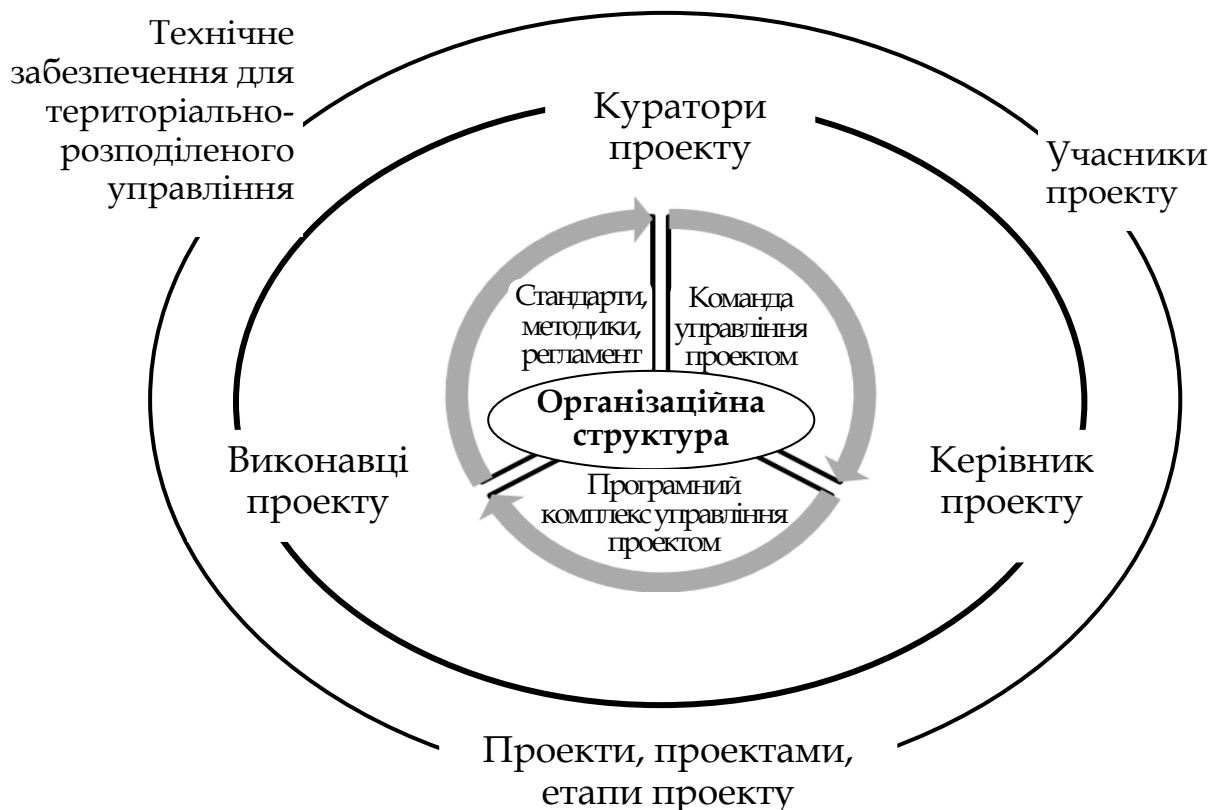 Технічне
забезпечення для
територіально-
розподіленого
управління
Куратори
проекту
Учасники
проекту
Стандарти,
методики,
регламент
Команда
управління
проектом
Організаційна
структура
Виконавці
проекту
Керівник
проекту
Програмний
комплекс управління
проектом
Проекти, проектами,
етапи проекту